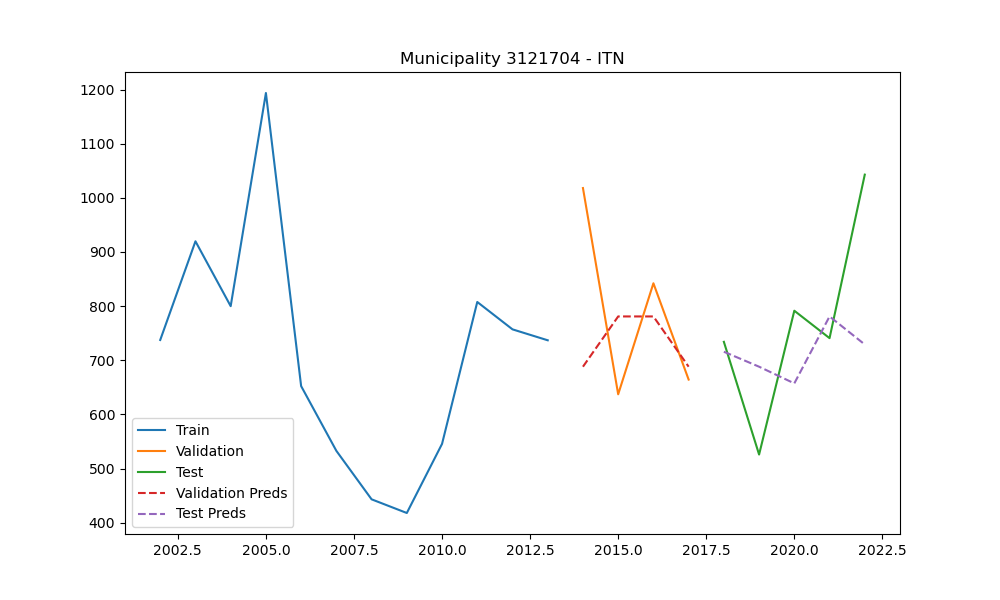 Municipality 3121704 - ITN
1200
1100
1000
900
800
700
600
500
400
Train
Validation
Test
Validation Preds
Test Preds
2002.5 2005.0 2007.5 2010.0 2012.5 2015.0 2017.5 2020.0 2022.5